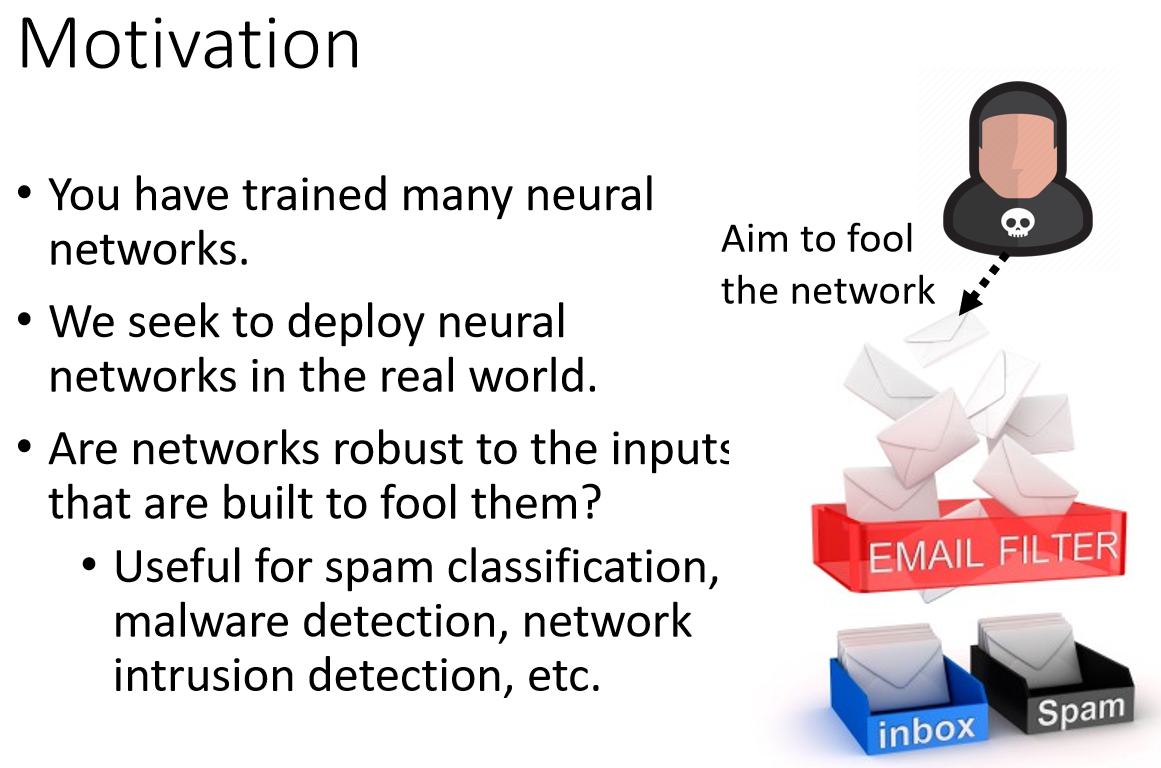 Motivation
• You have trained many neural
networks.
• We seek to deploy neural
networks in the real world.
• Are networks robust to the inputs
that are built to fool them?
• Useful for spam classification,
malware detection, network
intrusion detection, etc.
Aim to fool
the network
EMAIL FILTER
inbox
Spam